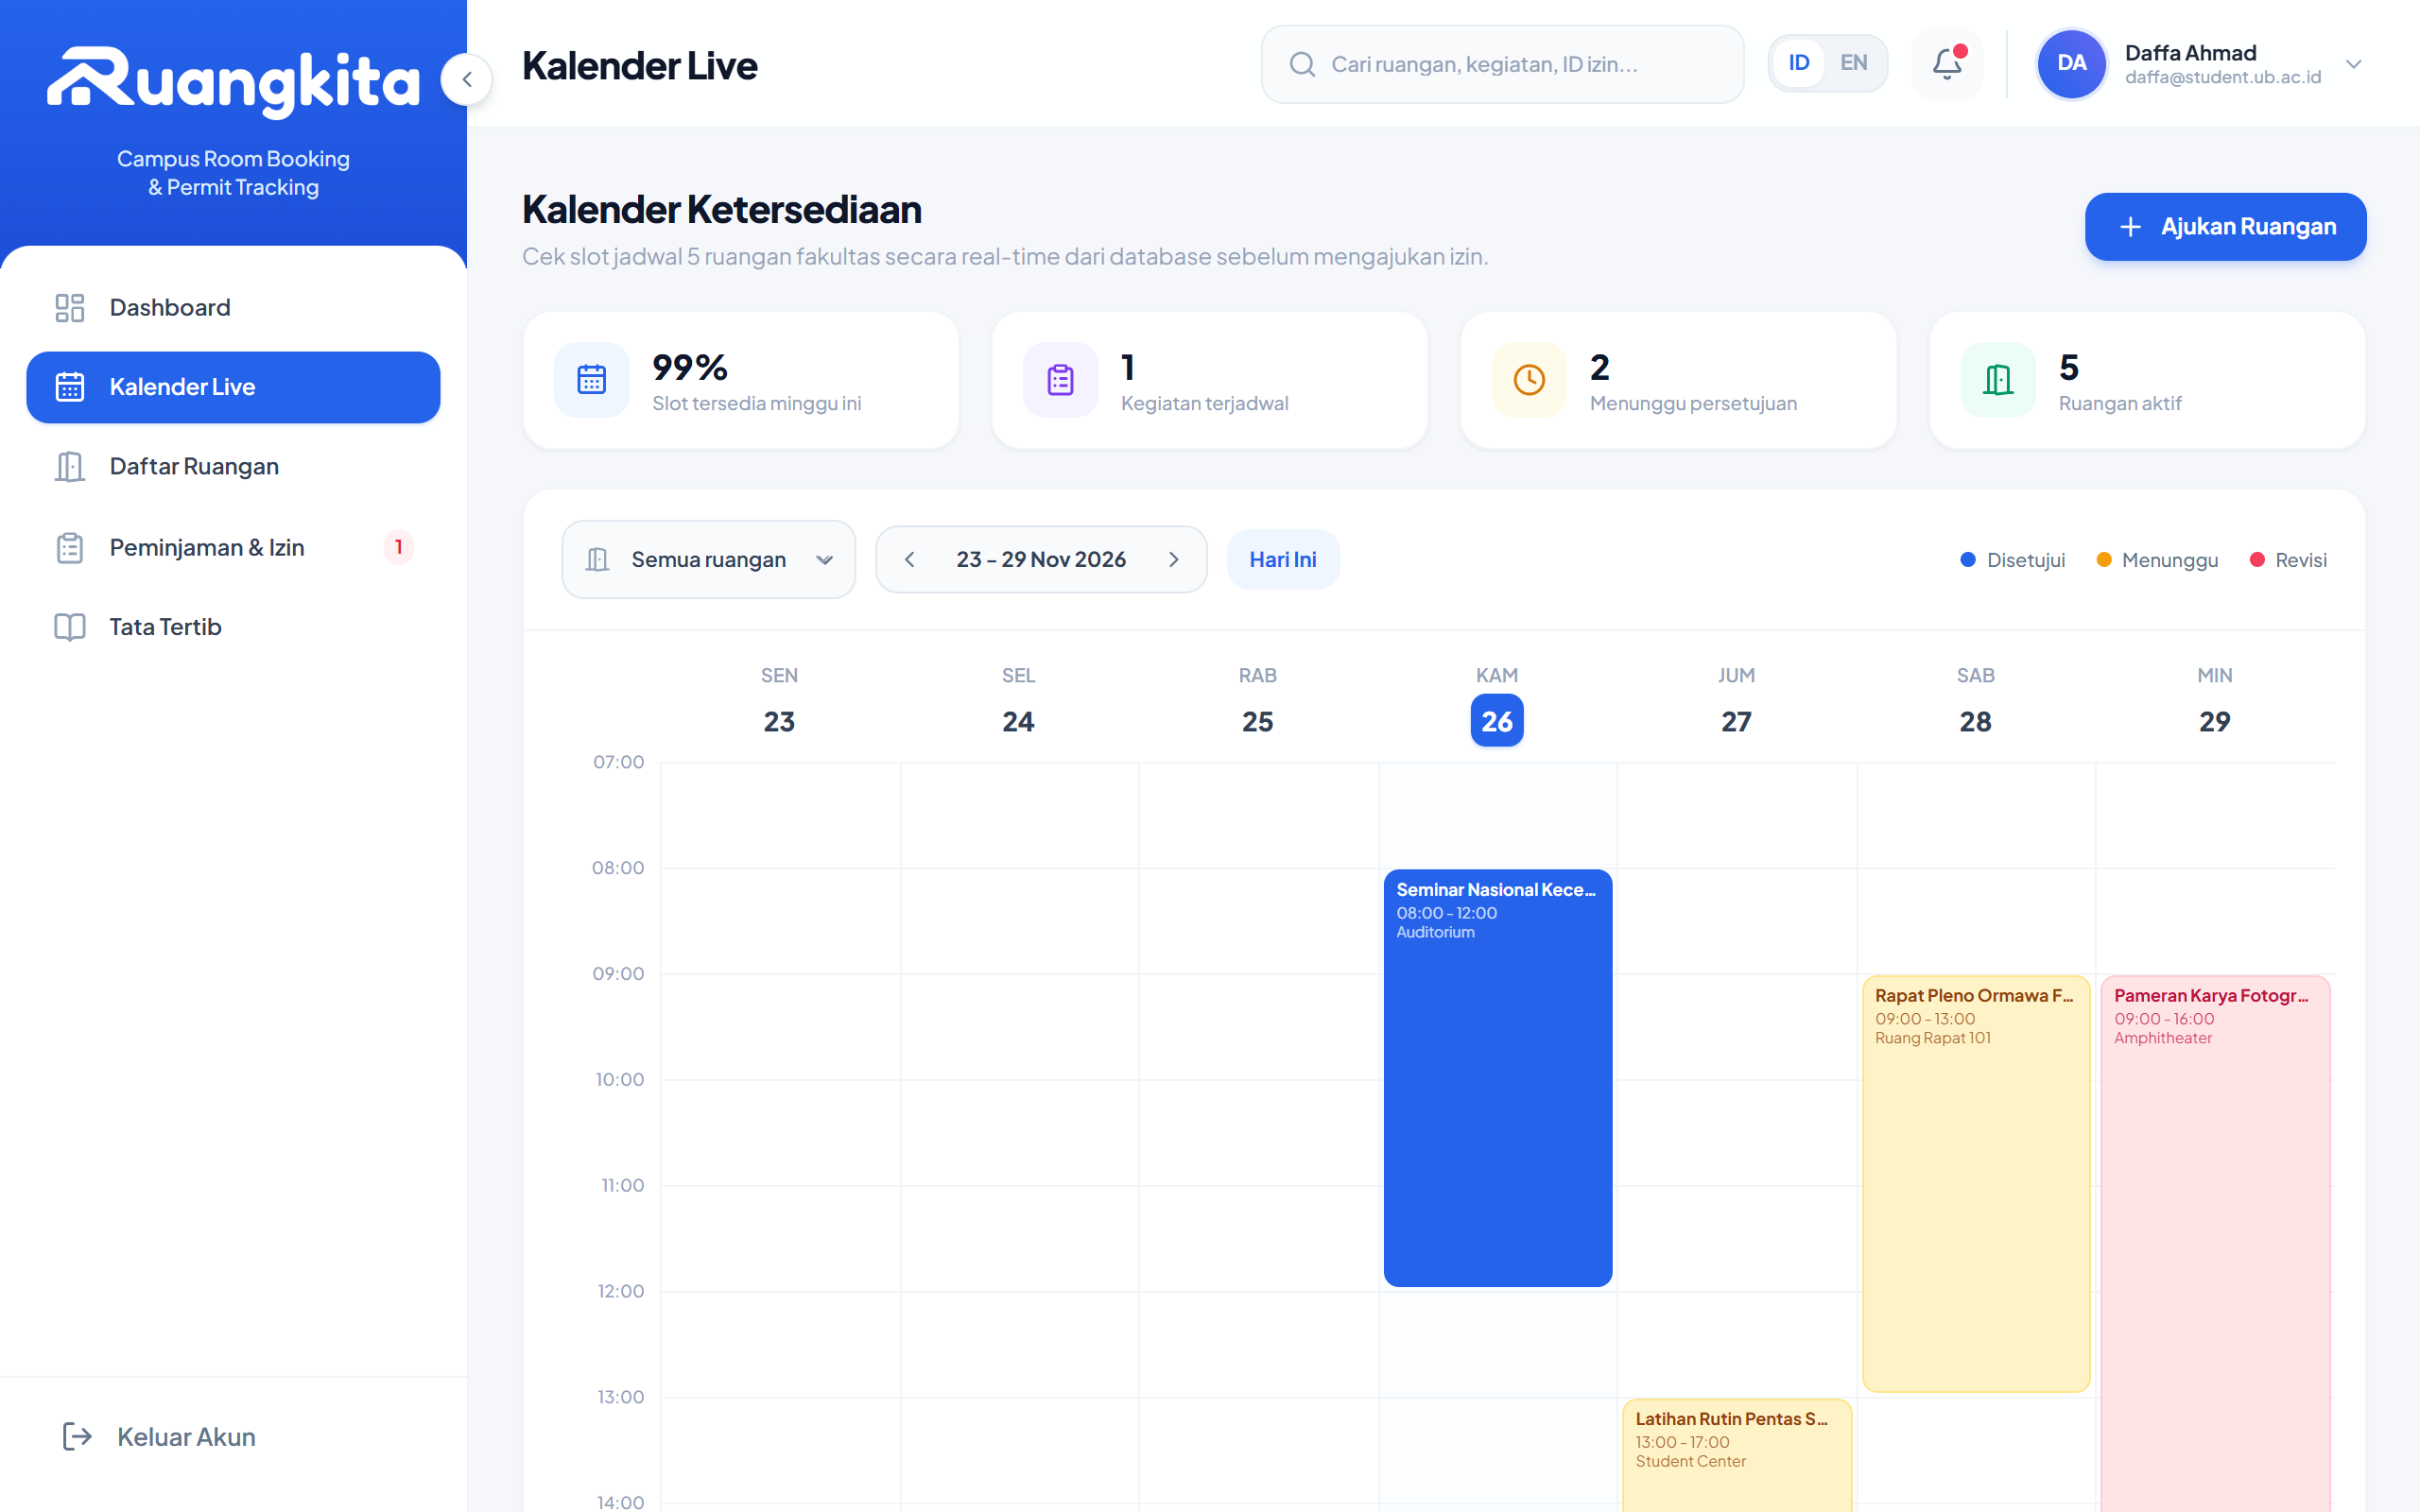 Ruangkita
Campus Room Booking
& Permit Tracking
Dashboard
Kalender Live
Daftar Ruangan
Peminjaman & Izin
1
Tata Tertib
Keluar Akun
Kalender Live
Cari ruangan, kegiatan, ID izin...
ID
EN
DA
Daffa Ahmad
daffa@student.ub.ac.id
Kalender Ketersediaan
Cek slot jadwal 5 ruangan fakultas secara real-time dari database sebelum mengajukan izin.
Ajukan Ruangan
99%
Slot tersedia minggu ini
1
Kegiatan terjadwal
2
Menunggu persetujuan
5
Ruangan aktif
Semua ruangan
23 – 29 Nov 2026
Hari Ini
Disetujui
Menunggu
Revisi
SEN
23
SEL
24
RAB
25
KAM
26
JUM
27
SAB
28
MIN
29
07:00
08:00
09:00
10:00
11:00
12:00
13:00
14:00
Seminar Nasional Kece...
08:00 - 12:00
Auditorium
Latihan Rutin Pentas S...
13:00 - 17:00
Student Center
Rapat Pleno Ormawa F...
09:00 - 13:00
Ruang Rapat 101
Pameran Karya Fotogr...
09:00 - 16:00
Amphitheater